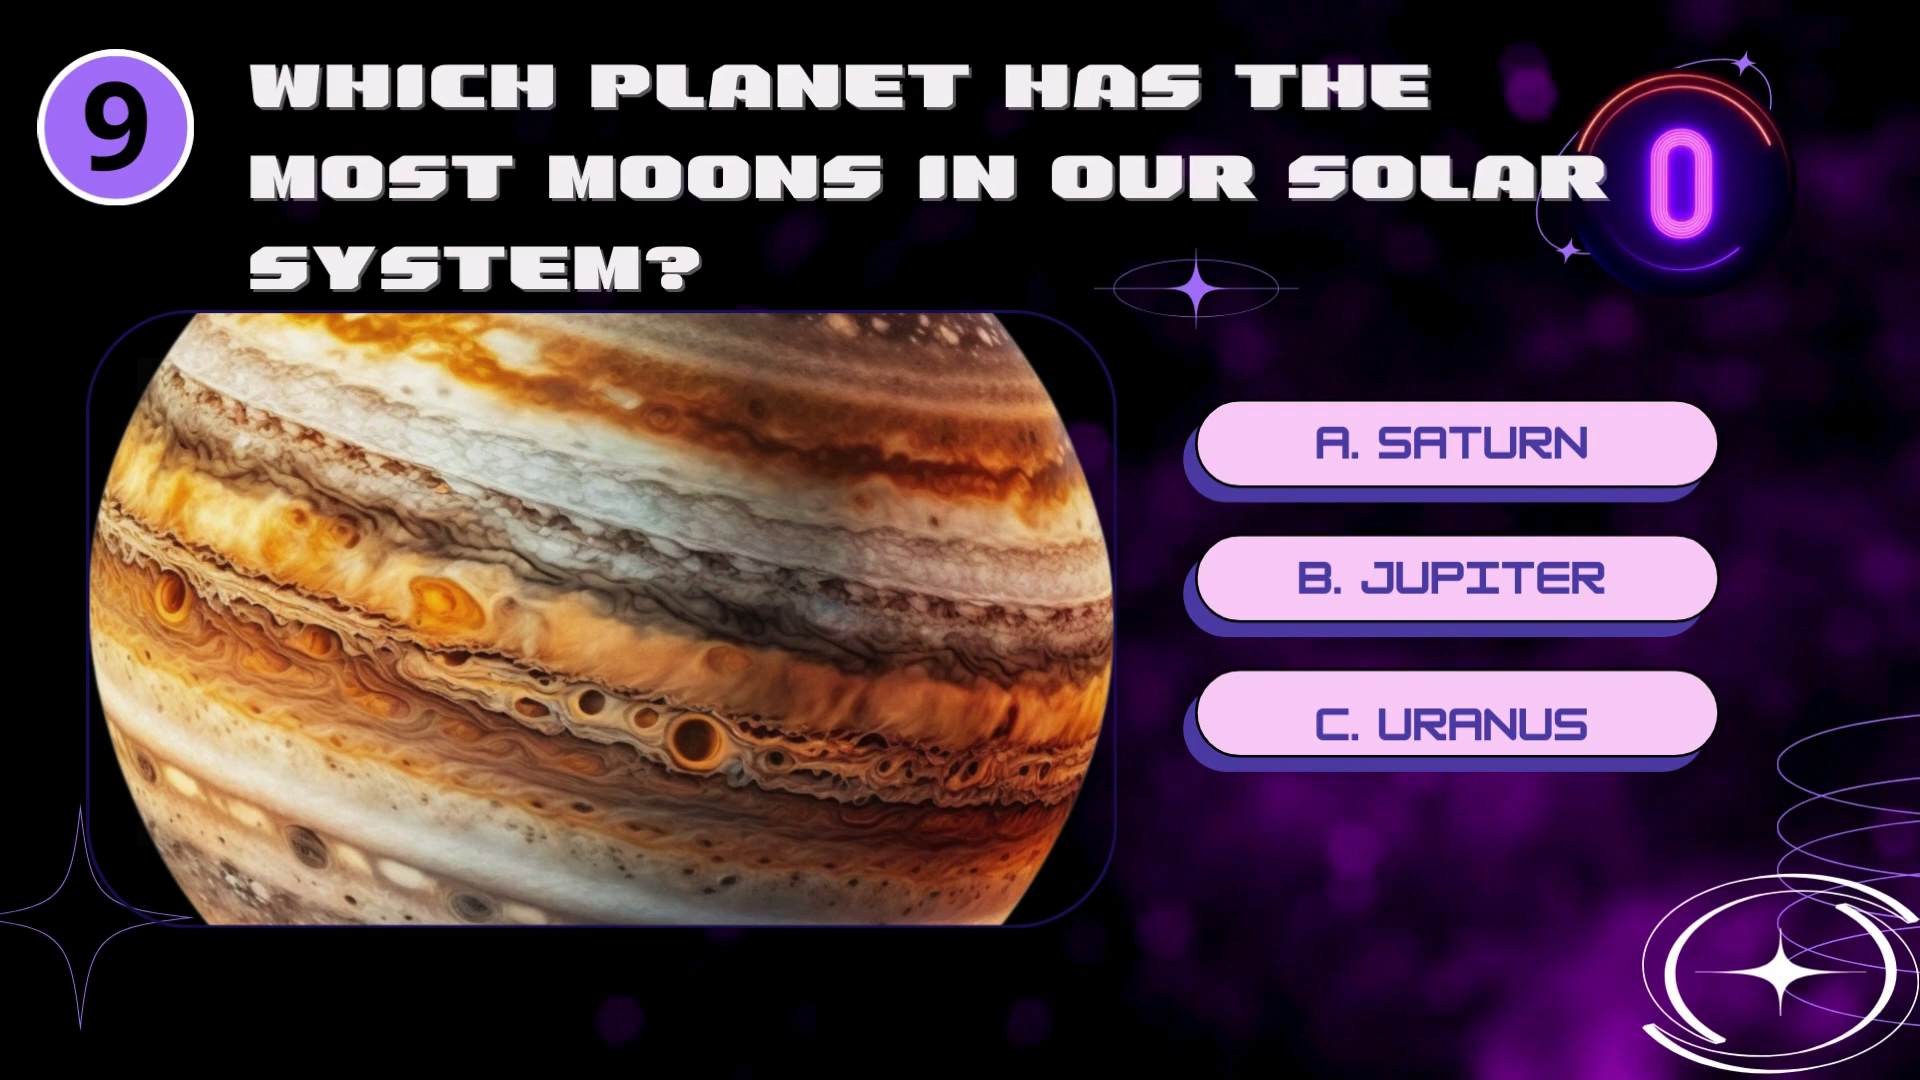 9
WHICH PLANET HAS THE
MOST MOONS IN OUR SOLAR
SYSTEM?
0
A. SATURN
B. JUPITER
C. URANUS